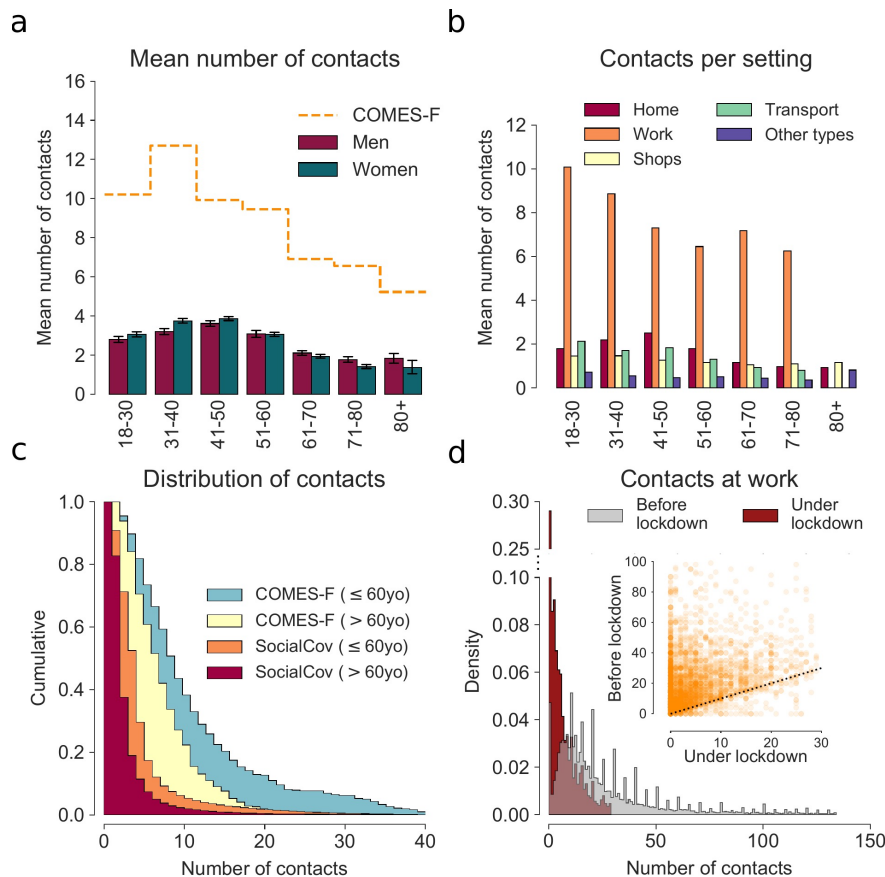 a
Mean number of contacts
16
14
12
10
8
6
4
2
0
Mean number of contacts
COMES-F
Men
Women
18-30
31-40
41-50
51-60
61-70
71-80
80+
b
Contacts per setting
Home
Work
Shops
Transport
Other types
12
10
8
6
4
2
0
Mean number of contacts
18-30
31-40
41-50
51-60
61-70
71-80
80+
c
Distribution of contacts
1.0
0.8
0.6
0.4
0.2
0.0
Cumulative
COMES-F ( ≤ 60yo)
COMES-F ( > 60yo)
SocialCov ( ≤ 60yo)
SocialCov ( > 60yo)
0 10 20 30 40
Number of contacts
d
Contacts at work
Before
lockdown
Under
lockdown
0.30
0.25
0.10
0.08
0.06
0.04
0.02
0.00
Density
100
80
60
40
20
0
Before lockdown
0 10 20 30
Under lockdown
0 50 100 150
Number of contacts